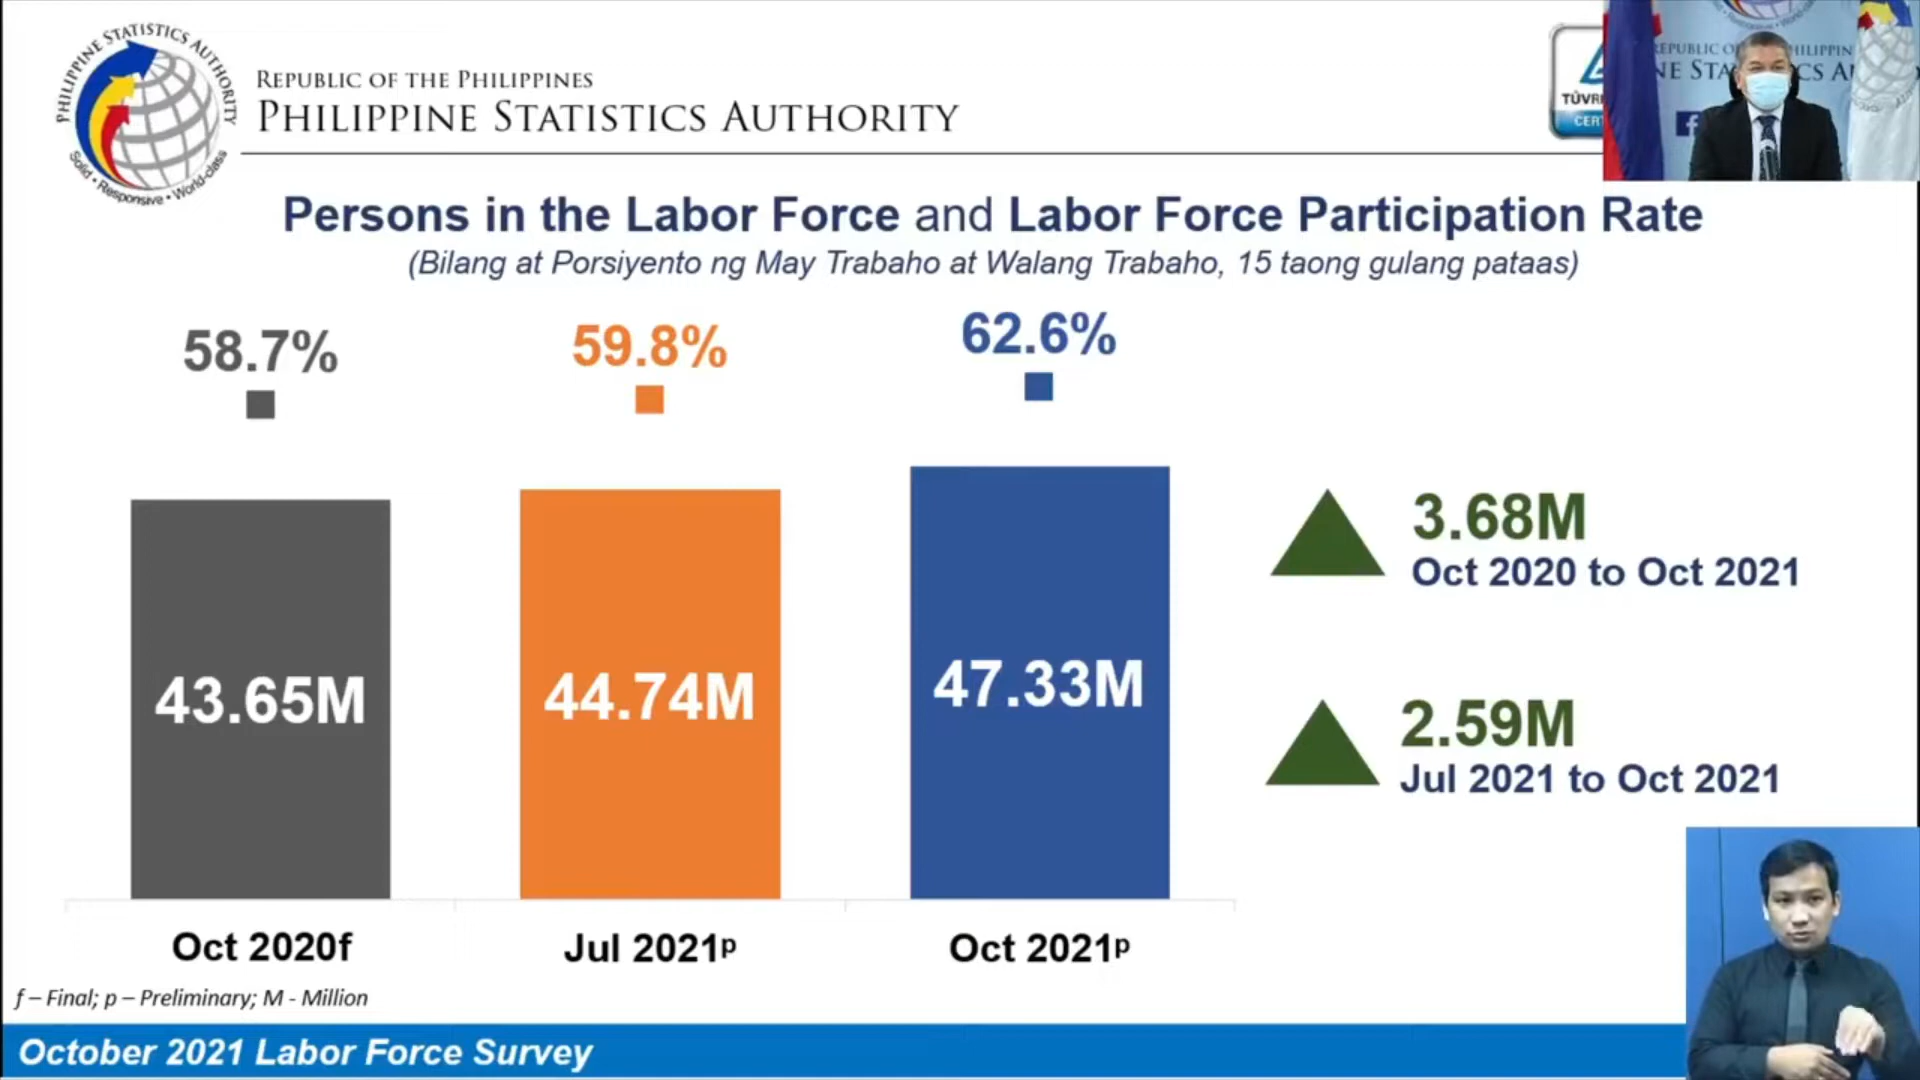 PHILIPPINE STATISTICS AUTHORITY
Solid • Responsive • World-class
REPUBLIC OF THE PHILIPPINES
PHILIPPINE STATISTICS AUTHORITY
Persons in the Labor Force and Labor Force Participation Rate
(Bilang at Porsiyento ng May Trabaho at Walang Trabaho, 15 taong gulang pataas)
58.7%
59.8%
62.6%
43.65M
44.74M
47.33M
3.68M
Oct 2020 to Oct 2021
2.59M
Jul 2021 to Oct 2021
Oct 2020f
Jul 2021ᵖ
Oct 2021ᵖ
f – Final; p – Preliminary; M - Million
October 2021 Labor Force Survey